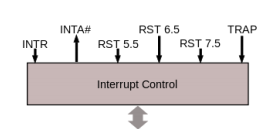 INTA# RST 6.5 TRAP
INTR RST 5.5 RST 7.5
Interrupt Control